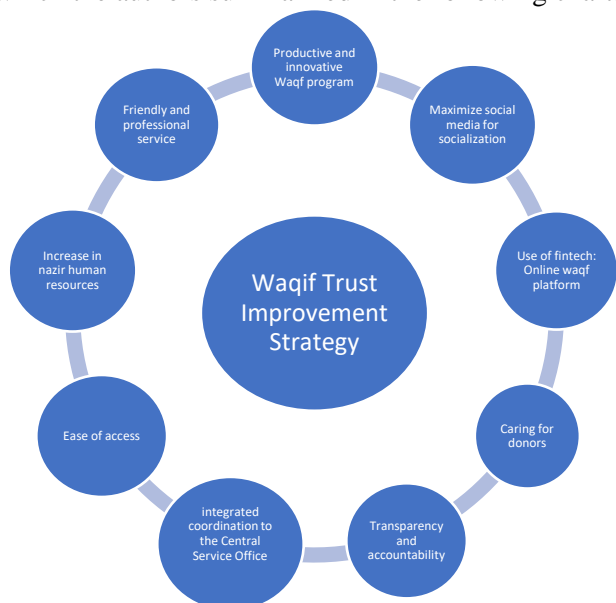 Productive and
innovative
Waqf program
Maximize social
media for
socialization
Use of fintech:
Online waqf
platform
Caring for
donors
Transparency
and
accountability
integrated
coordination to
the Central
Service Office
Ease of access
Increase in
nazir human
resources
Friendly and
professional
service
Waqif Trust
Improvement
Strategy